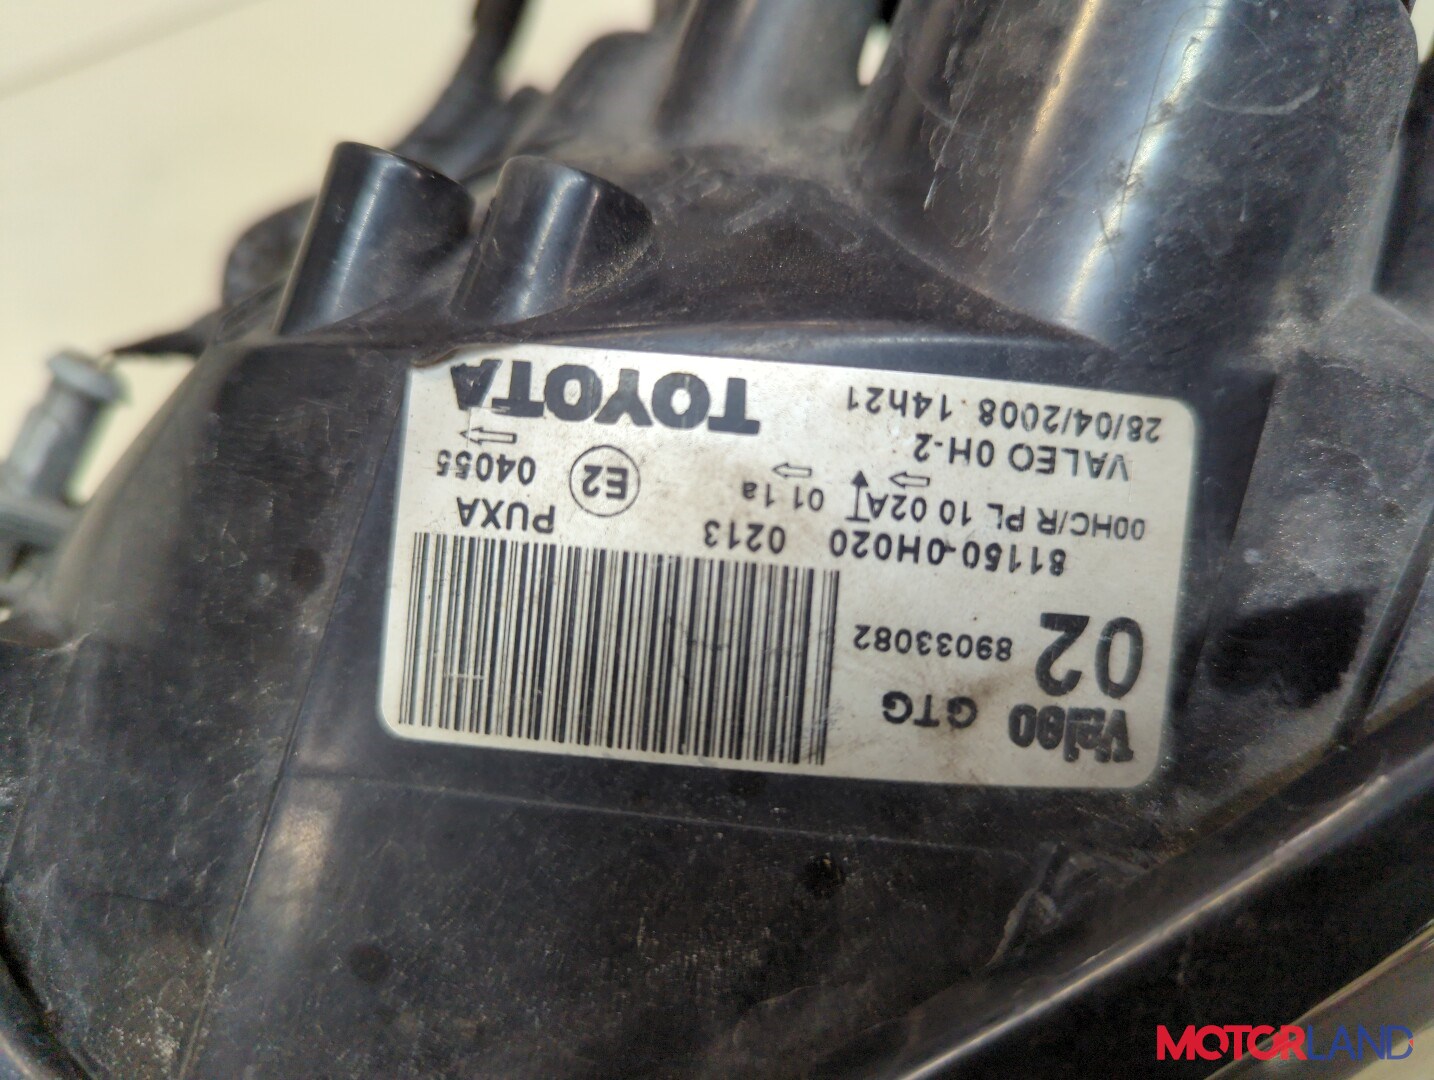 Valeo GTG
02 89033082
81150-0H020 0213 PUXA
00HC/R PL 10 02A 01 1a E2 04055
VALEO 0H-2
28/04/2008 14h21 TOYOTA
MOTORLAND